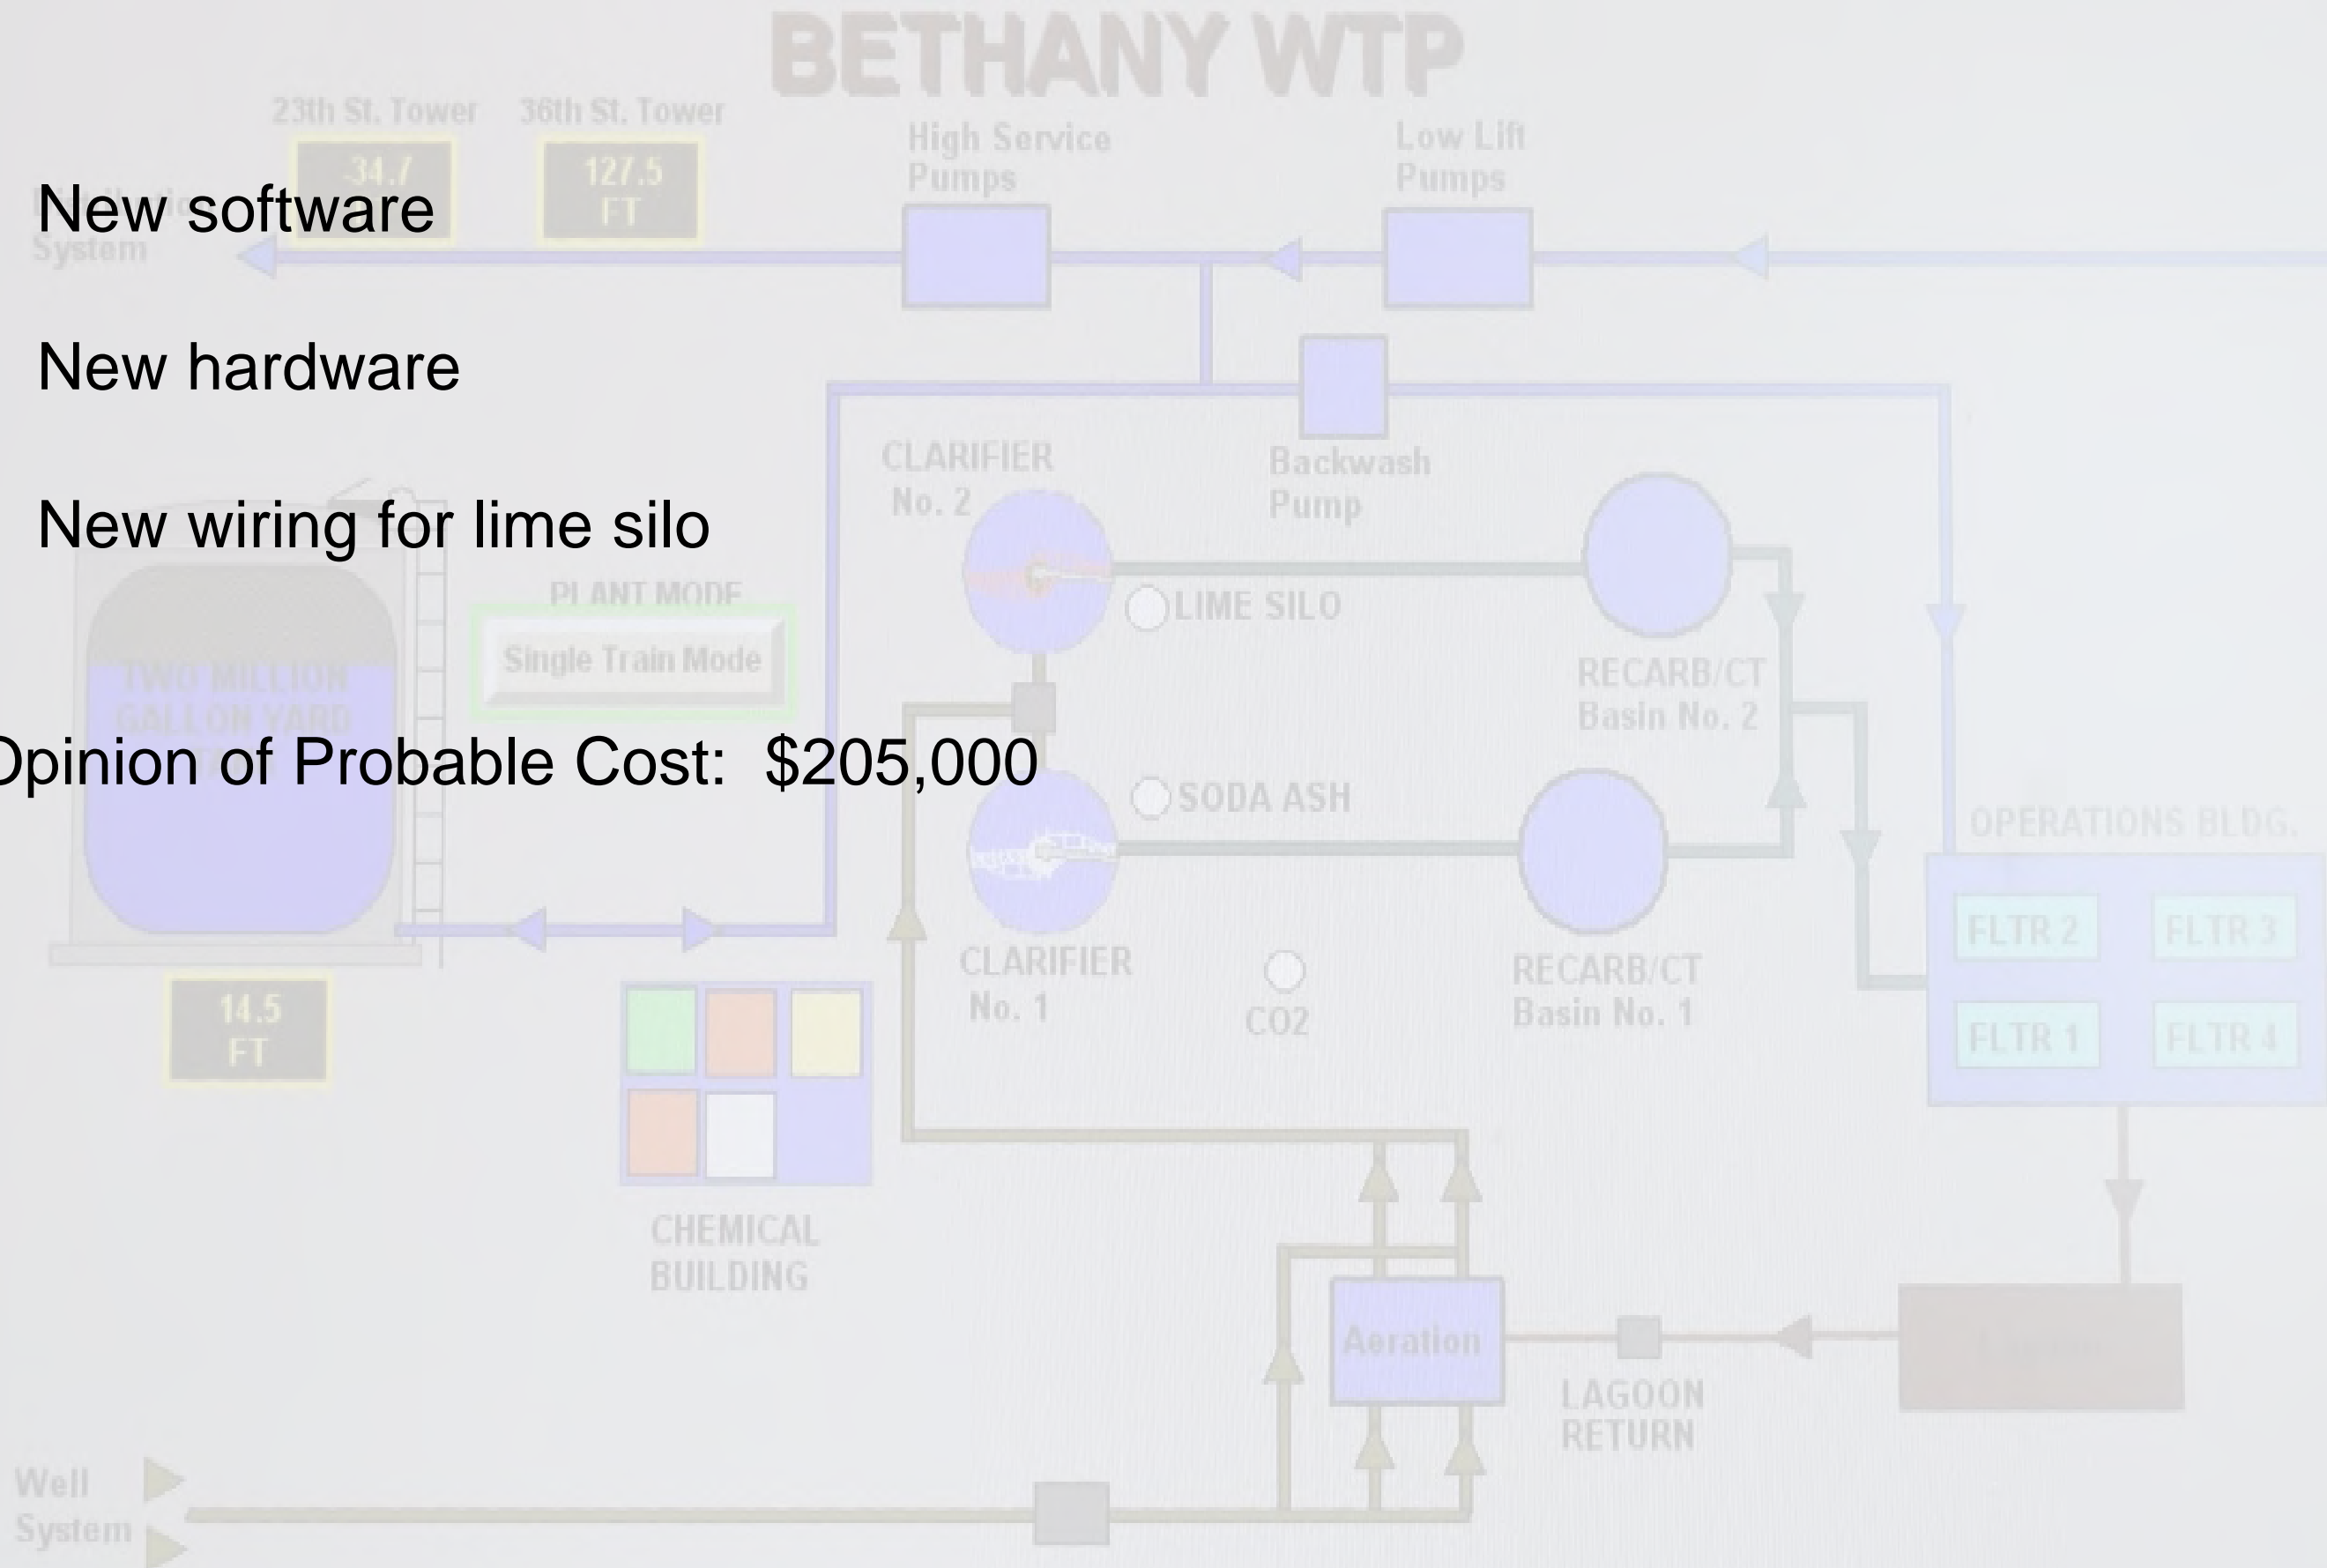 BETHANY WTP
23th St. Tower
36th St. Tower
-34.7
127.5
FT
High Service
Pumps
Low Lift
Pumps
System
New software
New hardware
New wiring for lime silo
Opinion of Probable Cost: $205,000
CLARIFIER
No. 2
Backwash
Pump
LIME SILO
PLANT MODE
Single Train Mode
TWO MILLION
GALLON YARD
RECARB/CT
Basin No. 2
SODA ASH
OPERATIONS BLDG.
FLTR 2
FLTR 3
FLTR 1
FLTR 4
CLARIFIER
No. 1
CO2
RECARB/CT
Basin No. 1
14.5
FT
CHEMICAL
BUILDING
Aeration
LAGOON
RETURN
Well
System